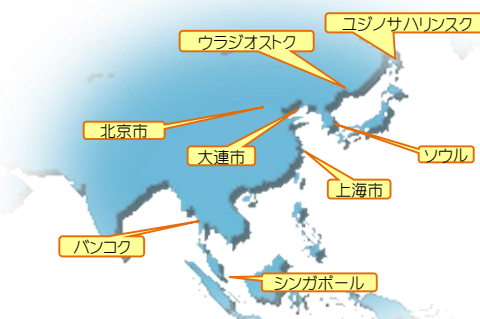 ユジノサハリンスク
ウラジオストク
北京市
大連市
ソウル
上海市
バンコク
シンガポール